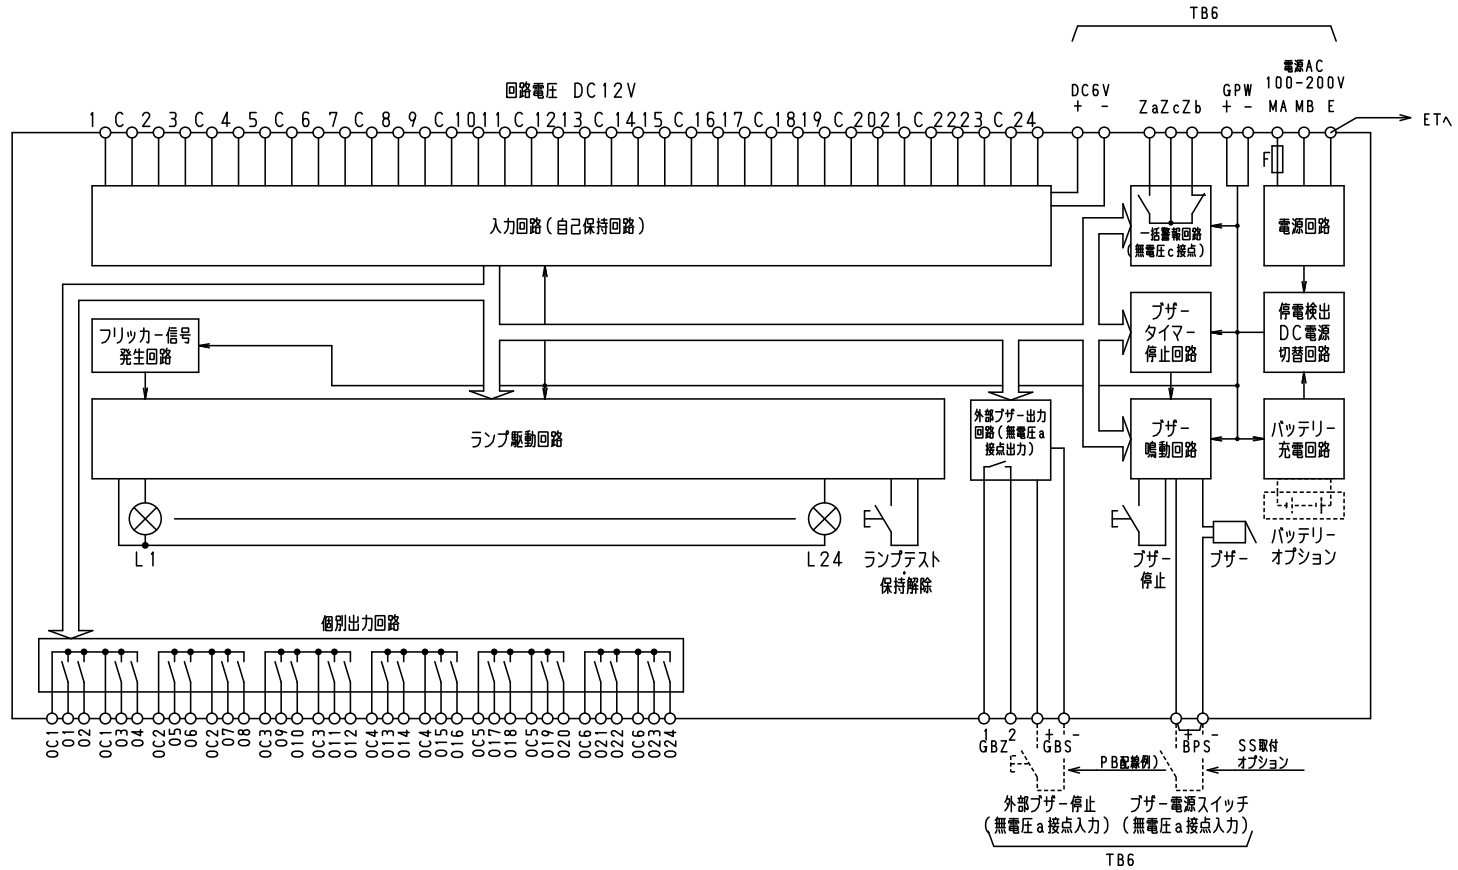 TB6
電源AC
100-200V
回路電圧 DC12V
DC6V
GPW
+ -
ZaZcZb
+ -
MA MB E
1 C 2 3 C 4 5 C 6 7 C 8 9 C 10 11 C 12 13 C 14 15 C 16 17 C 18 19 C 20 21 C 22 23 C 24
ETへ
F
入力回路(自己保持回路)
一括警報回路
(無電圧c接点)
電源回路
フリッカー信号
発生回路
ブザー
タイマー
停止回路
停電検出
DC電源
切替回路
ランプ駆動回路
外部ブザー出力
回路(無電圧a
接点出力)
ブザー
鳴動回路
バッテリー
充電回路
L1
L24
ランプテスト
・
保持解除
ブザー
停止
ブザー
バッテリー
オプション
個別出力回路
OC1 O1 O2 OC1 O3 O4 OC2 O5 O6 OC2 O7 O8 OC3 O9 O10 OC3 O11 O12 OC4 O13 O14 OC4 O15 O16 OC5 O17 O18 OC5 O19 O20 OC6 O21 O22 OC6 O23 O24
1 2
GBZ
+ -
GBS
+ -
BPS
SS取付
オプション
PB配線例)
外部ブザー停止
(無電圧a接点入力)
ブザー電源スイッチ
(無電圧a接点入力)
TB6